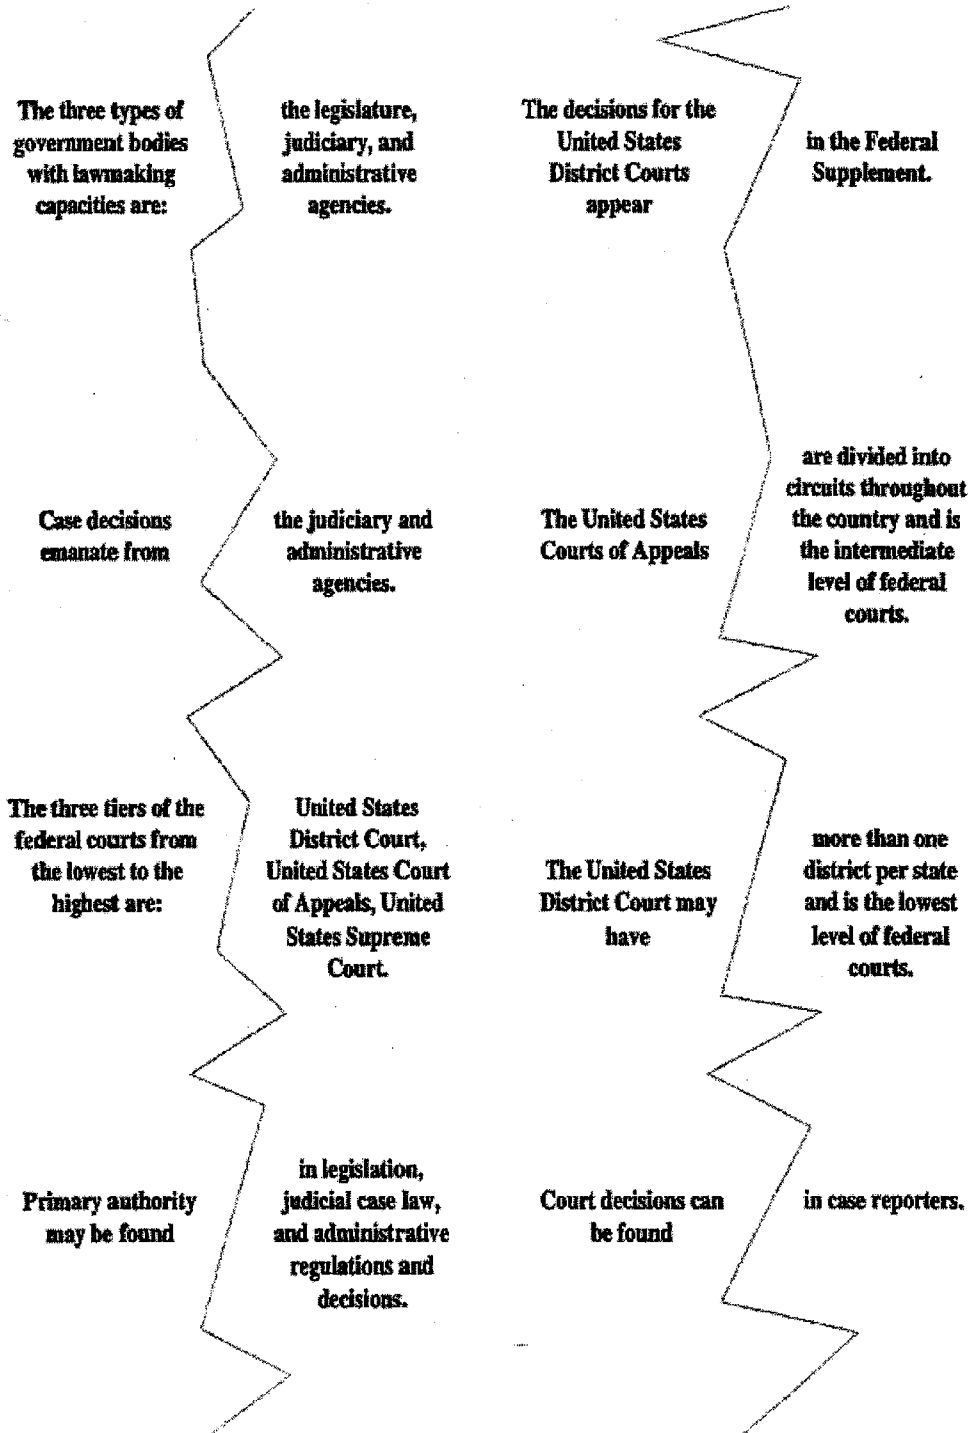 The three types of
government bodies
with lawmaking
capacities are:
the legislature,
judiciary, and
administrative
agencies.
The decisions for the
United States
District Courts
appear
in the Federal
Supplement.
Case decisions
emanate from
the judiciary and
administrative
agencies.
The United States
Courts of Appeals
are divided into
circuits throughout
the country and is
the intermediate
level of federal
courts.
The three tiers of the
federal courts from
the lowest to the
highest are:
United States
District Court,
United States Court
of Appeals, United
States Supreme
Court.
The United States
District Court may
have
more than one
district per state
and is the lowest
level of federal
courts.
Primary authority
may be found
in legislation,
judicial case law,
and administrative
regulations and
decisions.
Court decisions can
be found
in case reporters.